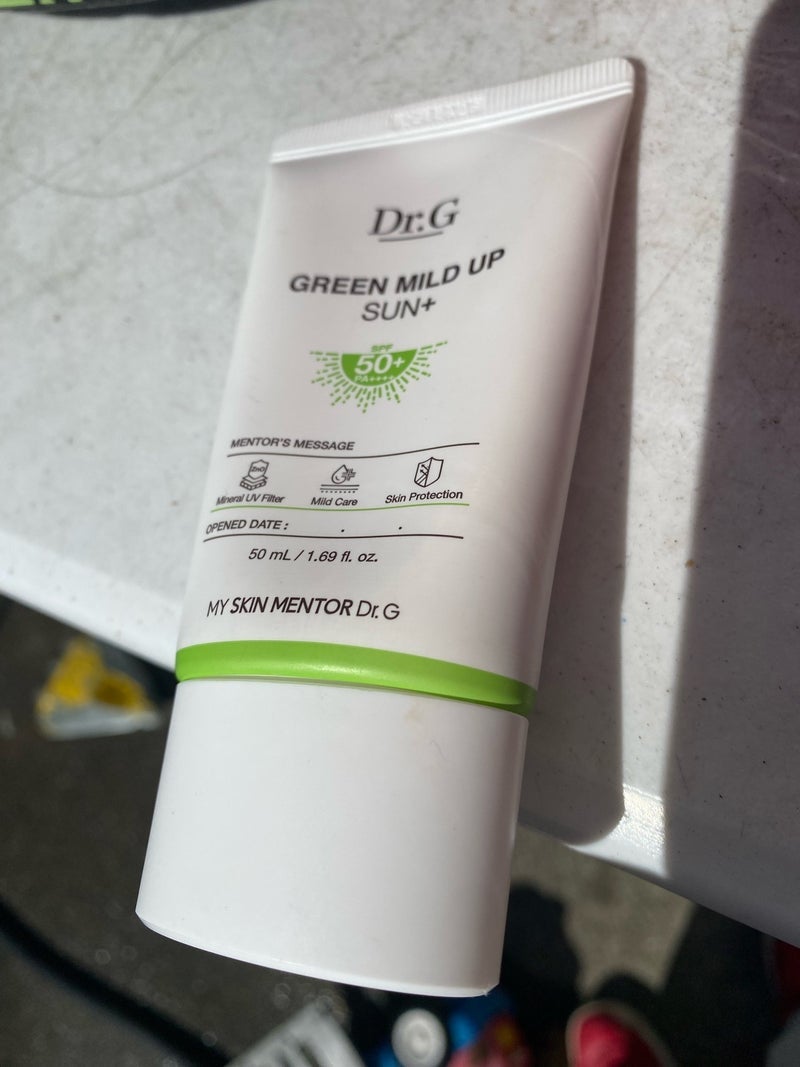 Dr.G
GREEN MILD UP
SUN+
SPF
50+
PA++++
MENTOR'S MESSAGE
ZnO
Mineral UV Filter Mild Care Skin Protection
OPENED DATE : . .
50 mL / 1.69 fl. oz.
MY SKIN MENTOR Dr.G